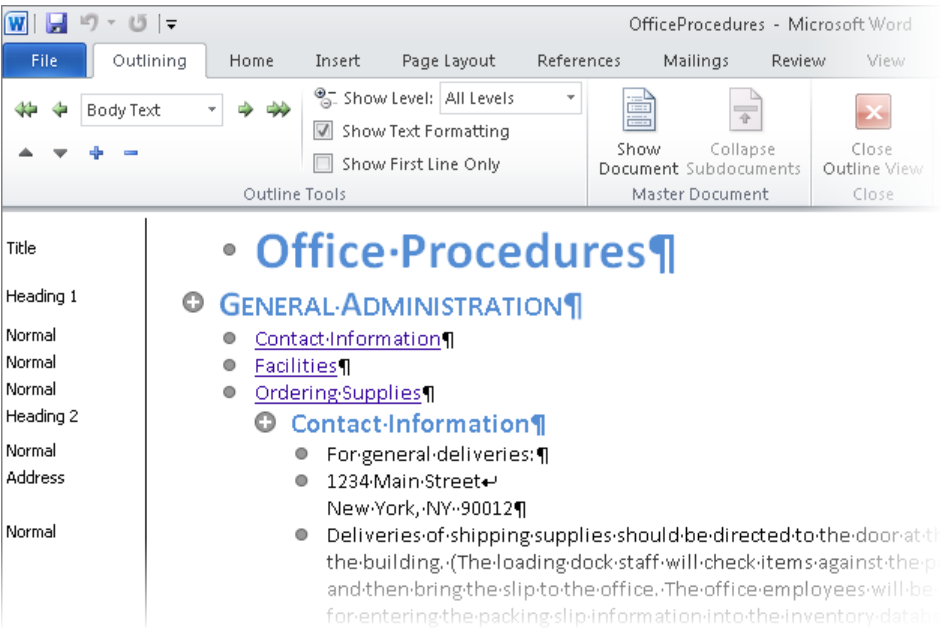 W OfficeProcedures - Microsoft Word
File Outlining Home Insert Page Layout References Mailings Review View
Body Text Show Level: All Levels
Show Text Formatting
Show First Line Only
Show Document Collapse Subdocuments Close Outline View
Outline Tools Master Document Close
Title Office·Procedures¶
Heading 1 GENERAL·ADMINISTRATION¶
Normal Contact·Information¶
Normal Facilities¶
Normal Ordering·Supplies¶
Heading 2 Contact·Information¶
Normal For·general·deliveries:¶
Address 1234·Main·Street↵
New·York,·NY··90012¶
Normal Deliveries·of·shipping·supplies·should·be·directed·to·the·door·at·
the·building.·(The·loading·dock·staff·will·check·items·against·the·
and·then·bring·the·slip·to·the·office.·The·office·employees·will·be·
for·entering·the·packing·slip·information·into·the·inventory·